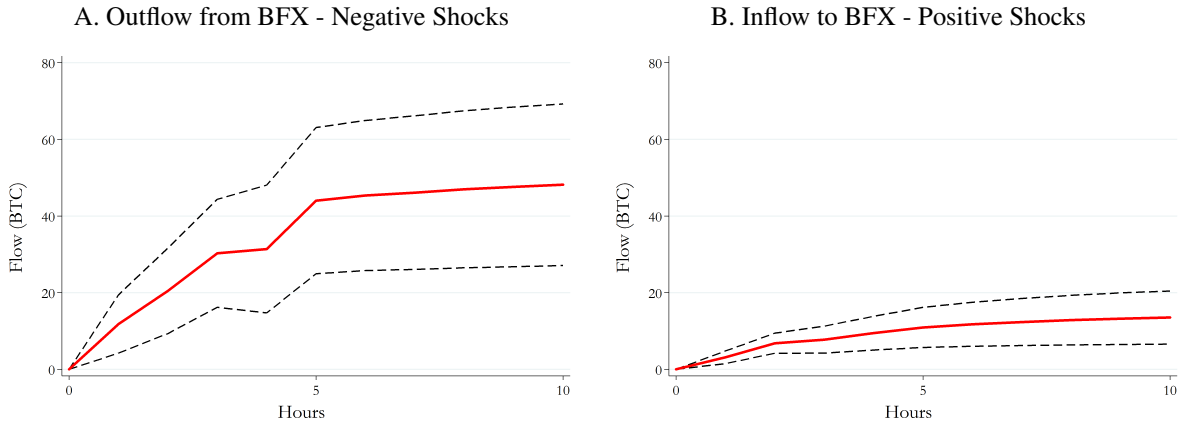 A. Outflow from BFX - Negative Shocks
80
60
40
20
0
Flow (BTC)
0 5 10
Hours
B. Inflow to BFX - Positive Shocks
80
60
40
20
0
Flow (BTC)
0 5 10
Hours